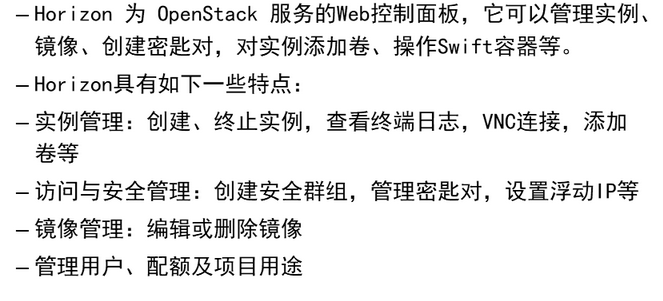 – Horizon 为 OpenStack 服务的Web控制面板，它可以管理实例、
镜像、创建密匙对，对实例添加卷、操作Swift容器等。
– Horizon具有如下一些特点：
– 实例管理：创建、终止实例，查看终端日志，VNC连接，添加
卷等
– 访问与安全管理：创建安全群组，管理密匙对，设置浮动IP等
– 镜像管理：编辑或删除镜像
– 管理用户、配额及项目用途